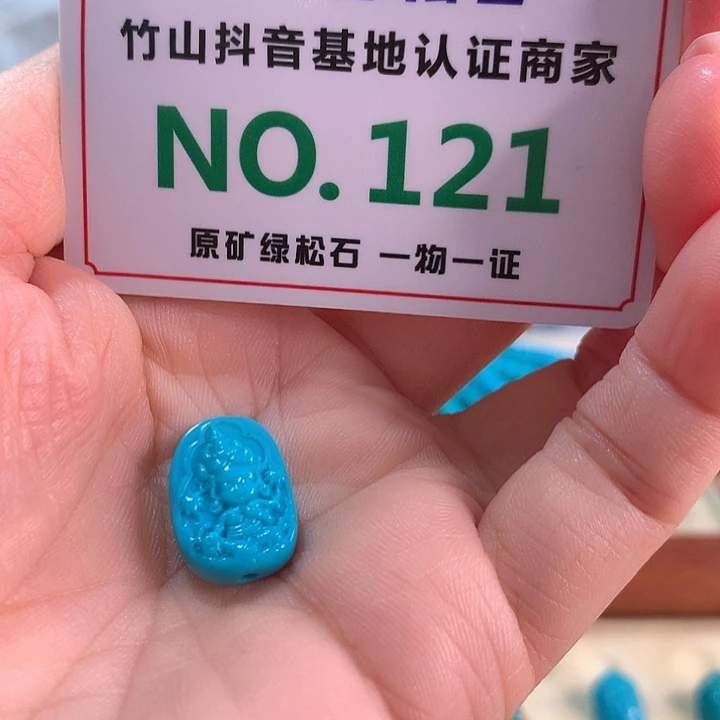 竹山抖音基地认证商家
NO.121
原矿绿松石 一物一证